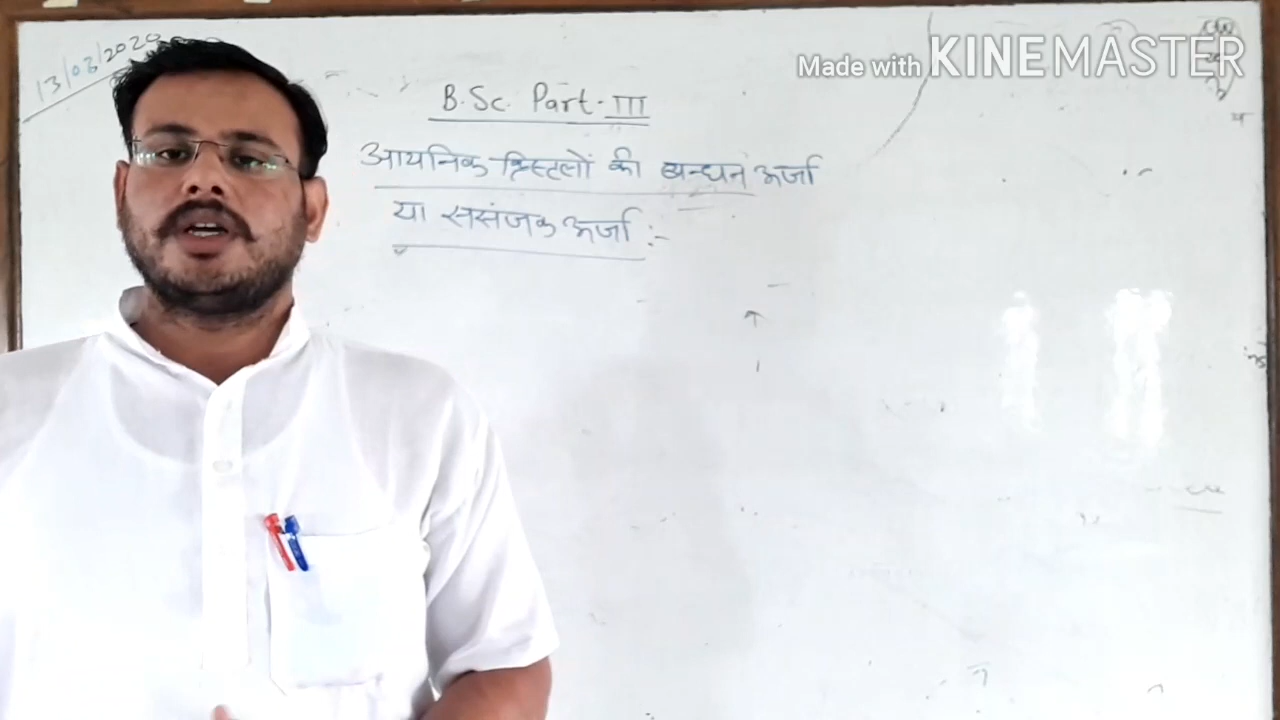 13/08/2020
Made with KINEMASTER
B.Sc. Part-III
आयनिक क्रिस्टलों की बन्धन ऊर्जा
या ससंजक ऊर्जा :-